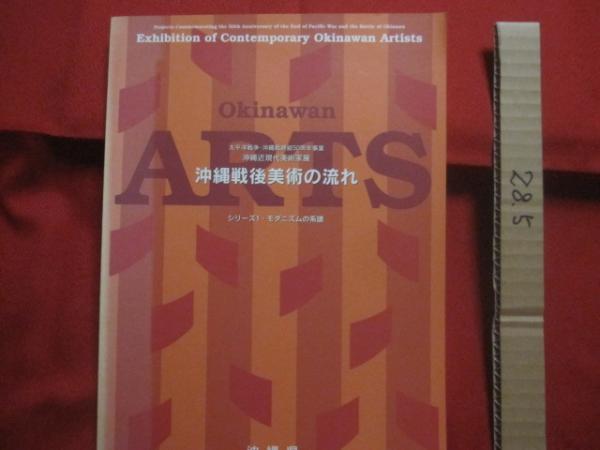 Projects Commemorating the 50th Anniversary of the End of Pacific War and the Battle of Okinawa
Exhibition of Contemporary Okinawan Artists
Okinawan
ARTS
太平洋戦争・沖縄戦終結50周年事業
沖縄近現代美術家展
沖縄戦後美術の流れ
シリーズ1・モダニズムの系譜
沖縄県
28.5